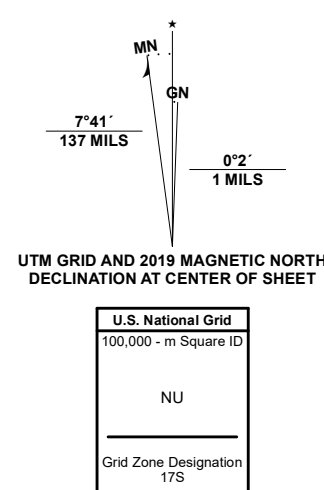 ★
MN
GN
7°41´
137 MILS
0°2´
1 MILS
UTM GRID AND 2019 MAGNETIC NORTH
DECLINATION AT CENTER OF SHEET
U.S. National Grid
100,000 - m Square ID
NU
Grid Zone Designation
17S